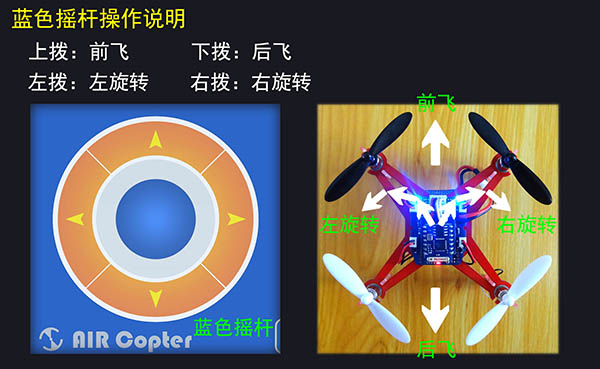 蓝色摇杆操作说明
上拨：前飞 下拨：后飞
左拨：左旋转 右拨：右旋转
前飞
左旋转 右旋转
蓝色摇杆
AIR Copter
后飞